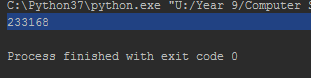 C:\Python37\python.exe "U:/Year 9/Computer S
233168
Process finished with exit code 0